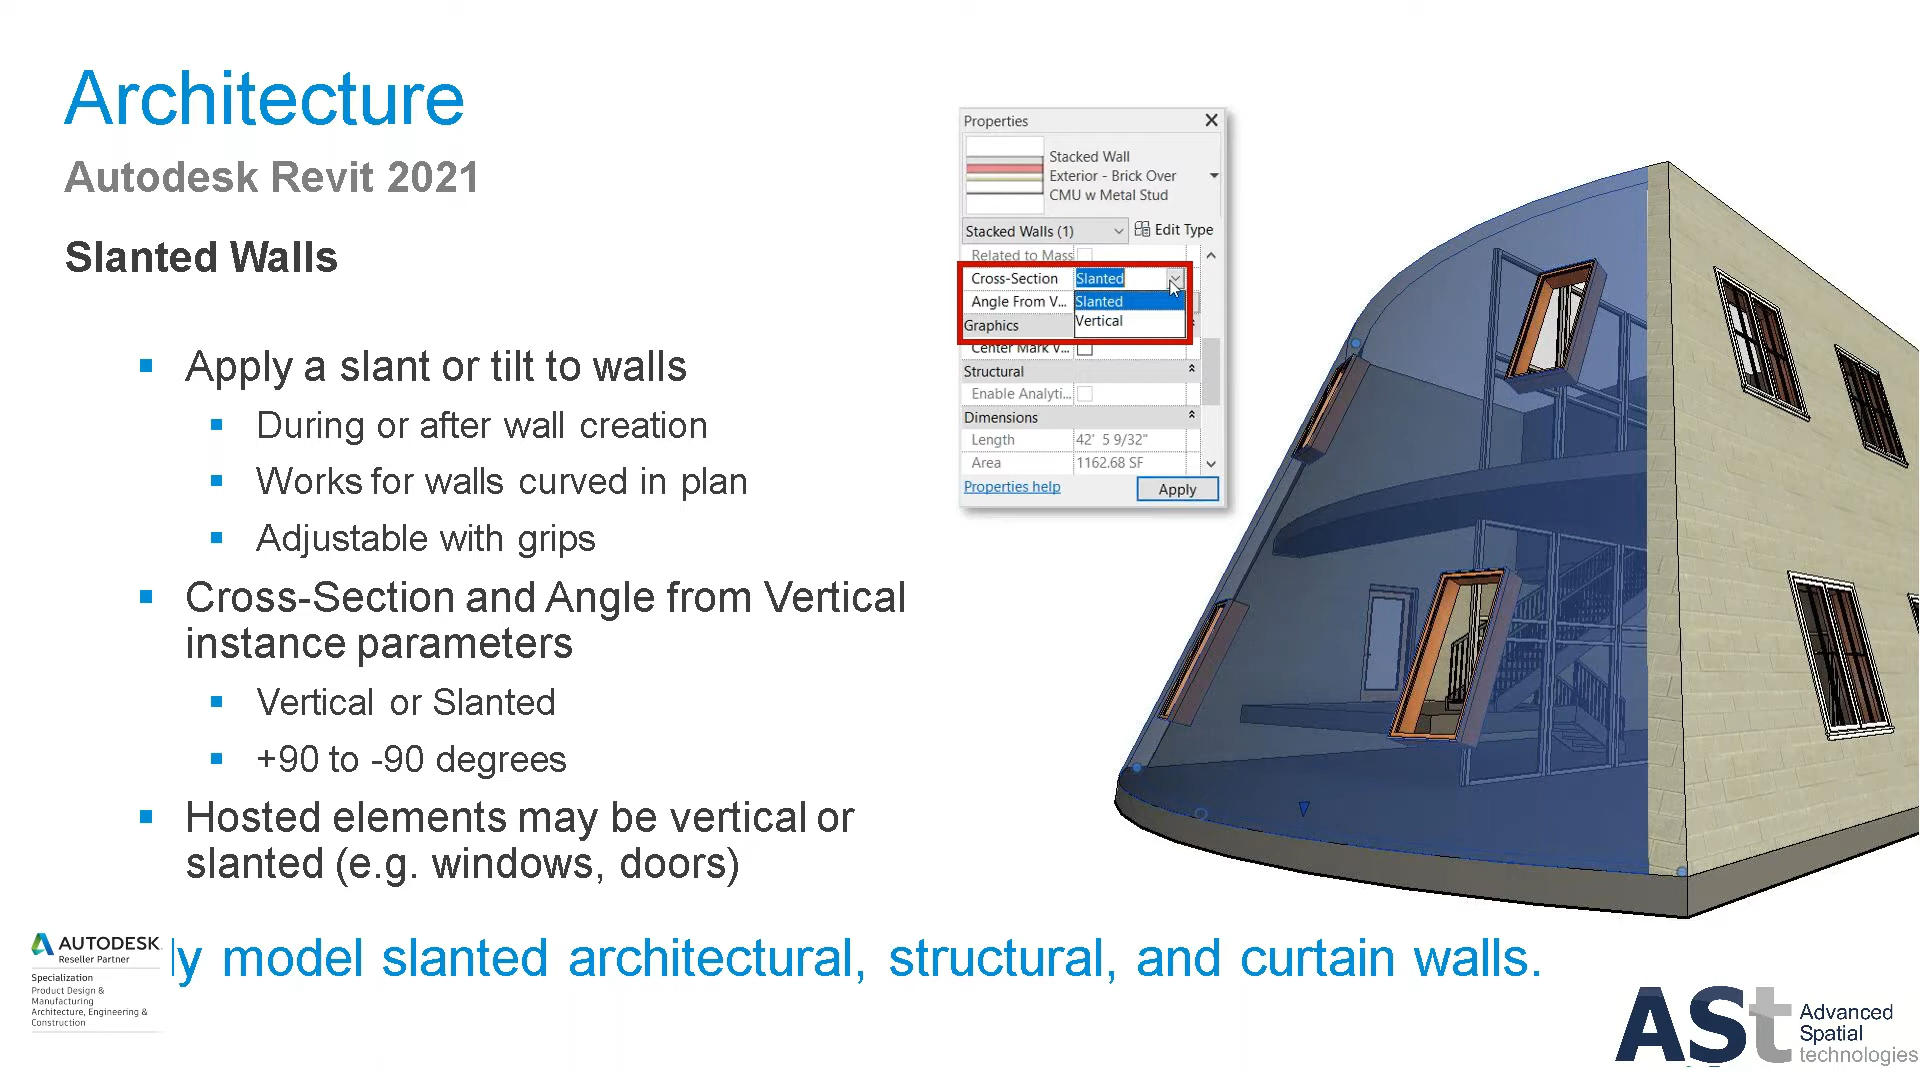 Architecture
Autodesk Revit 2021
Slanted Walls
Apply a slant or tilt to walls
During or after wall creation
Works for walls curved in plan
Adjustable with grips
Cross-Section and Angle from Vertical
instance parameters
Vertical or Slanted
+90 to -90 degrees
Hosted elements may be vertical or
slanted (e.g. windows, doors)
ly model slanted architectural, structural, and curtain walls.
Properties
Stacked Wall
Exterior - Brick Over
CMU w Metal Stud
Stacked Walls (1)
Edit Type
Related to Mass
Cross-Section Slanted
Angle From V... Slanted
Graphics Vertical
Center Mark V...
Structural
Enable Analyti...
Dimensions
Length 42' 5 9/32"
Area 1162.68 SF
Properties help
Apply
AUTODESK
Reseller Partner
Specialization
Product Design &
Manufacturing
Architecture, Engineering &
Construction
ASt
Advanced
Spatial
technologies